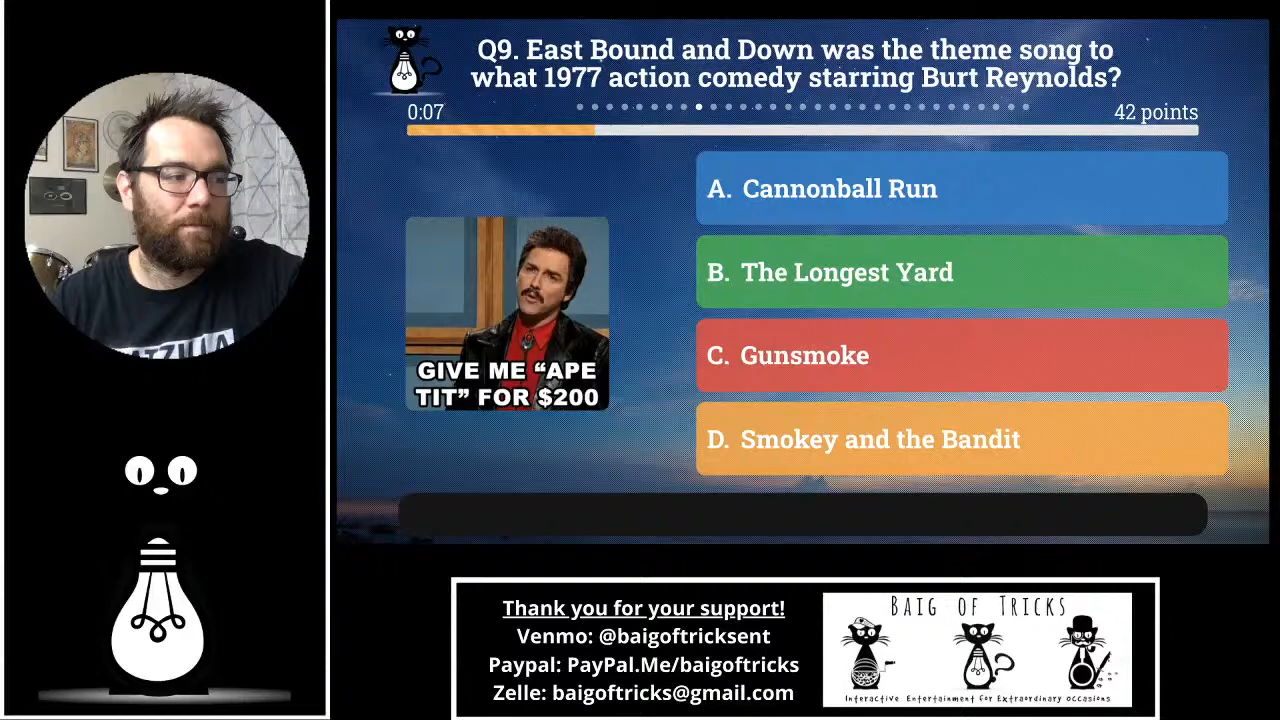 Q9. East Bound and Down was the theme song to
what 1977 action comedy starring Burt Reynolds?
0:07
42 points
A. Cannonball Run
B. The Longest Yard
C. Gunsmoke
D. Smokey and the Bandit
GIVE ME “APE
TIT” FOR $200
Thank you for your support!
Venmo: @baigoftricksent
Paypal: PayPal.Me/baigoftricks
Zelle: baigoftricks@gmail.com
BAIG OF TRICKS
Interactive Entertainment for Extraordinary occasions